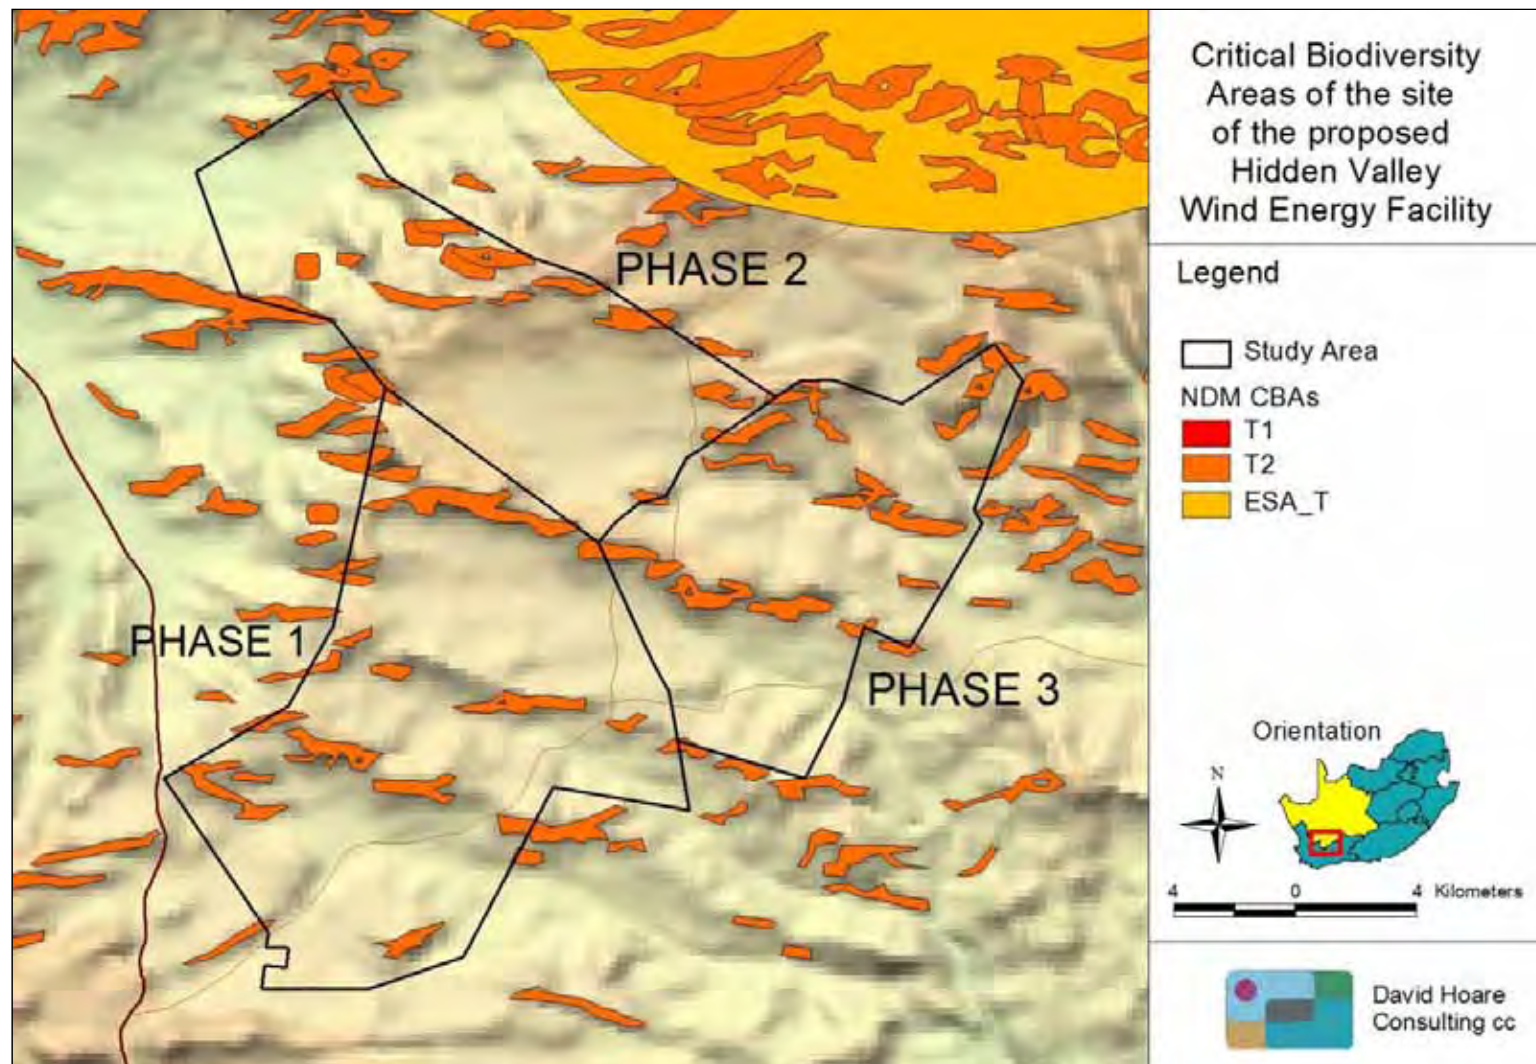 Critical Biodiversity
Areas of the site
of the proposed
Hidden Valley
Wind Energy Facility
Legend
Study Area
NDM CBAs
T1
T2
ESA_T
PHASE 2
PHASE 1
PHASE 3
Orientation
N
4 0 4 Kilometers
David Hoare
Consulting cc